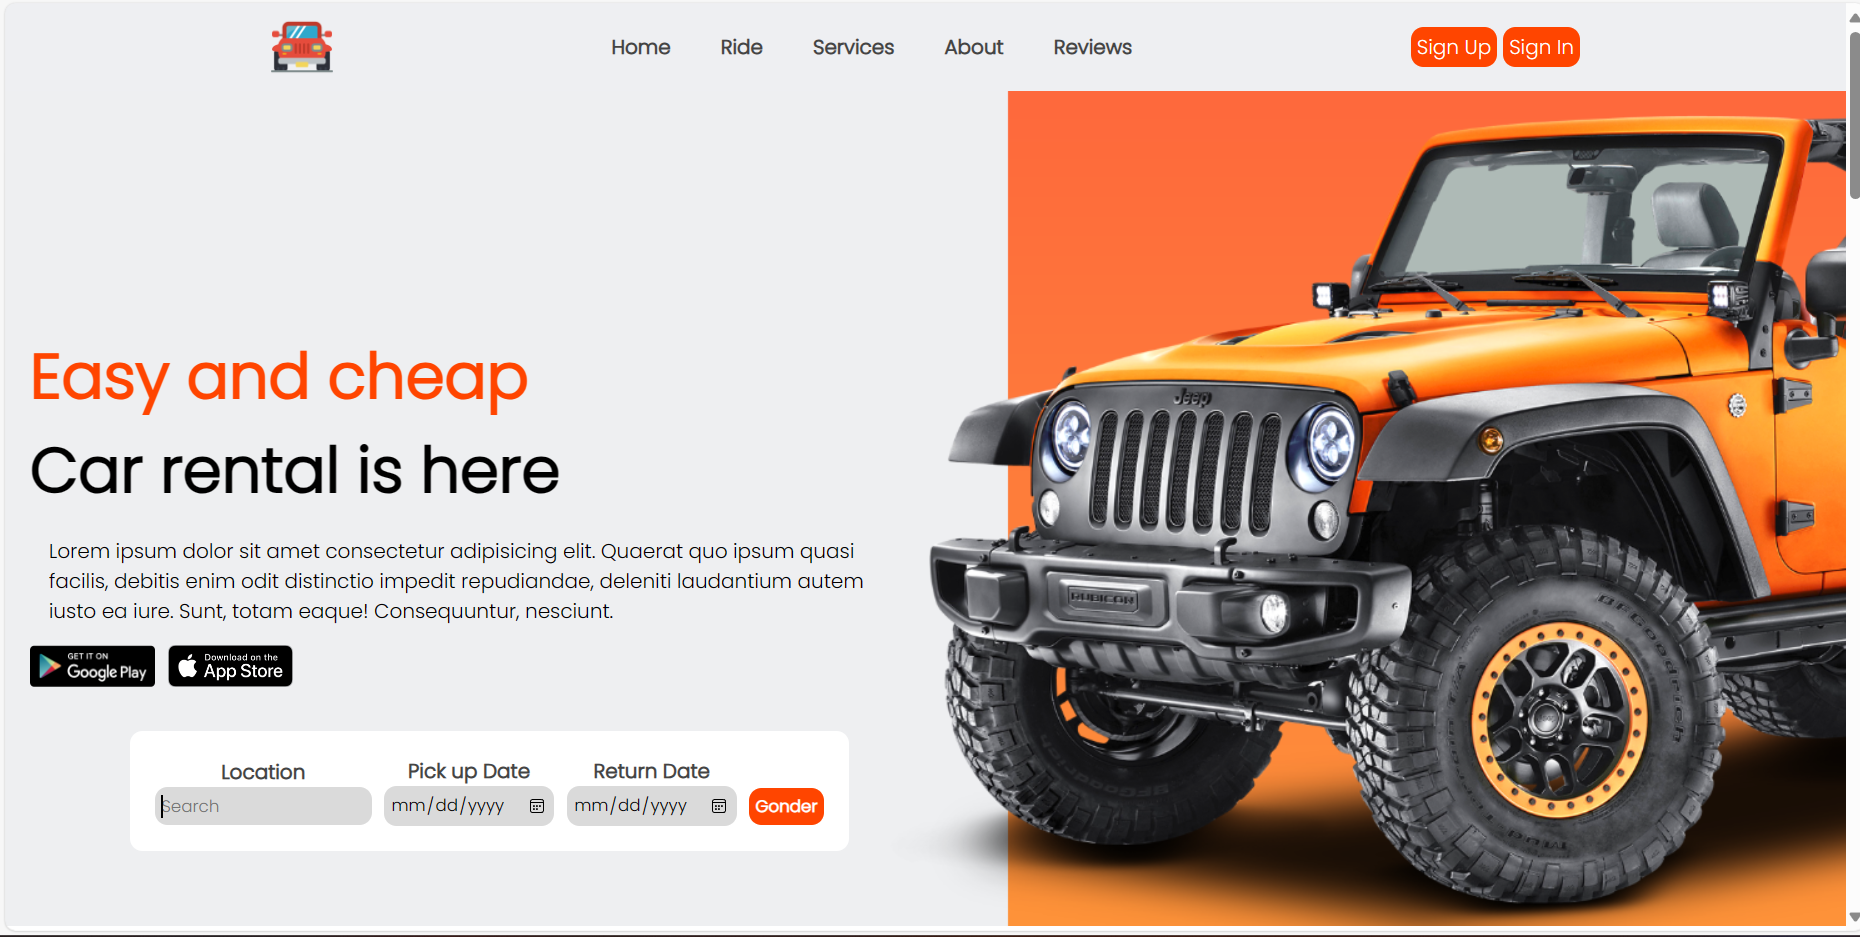 Home Ride Services About Reviews Sign Up Sign In
Easy and cheap
Car rental is here
Lorem ipsum dolor sit amet consectetur adipisicing elit. Quaerat quo ipsum quasi
facilis, debitis enim odit distinctio impedit repudiandae, deleniti laudantium autem
iusto ea iure. Sunt, totam eaque! Consequuntur, nesciunt.
GET IT ON
Google Play
Download on the
App Store
Location Pick up Date Return Date
Search mm/dd/yyyy mm/dd/yyyy Gonder
Jeep
RUBICON
BFGoodrich